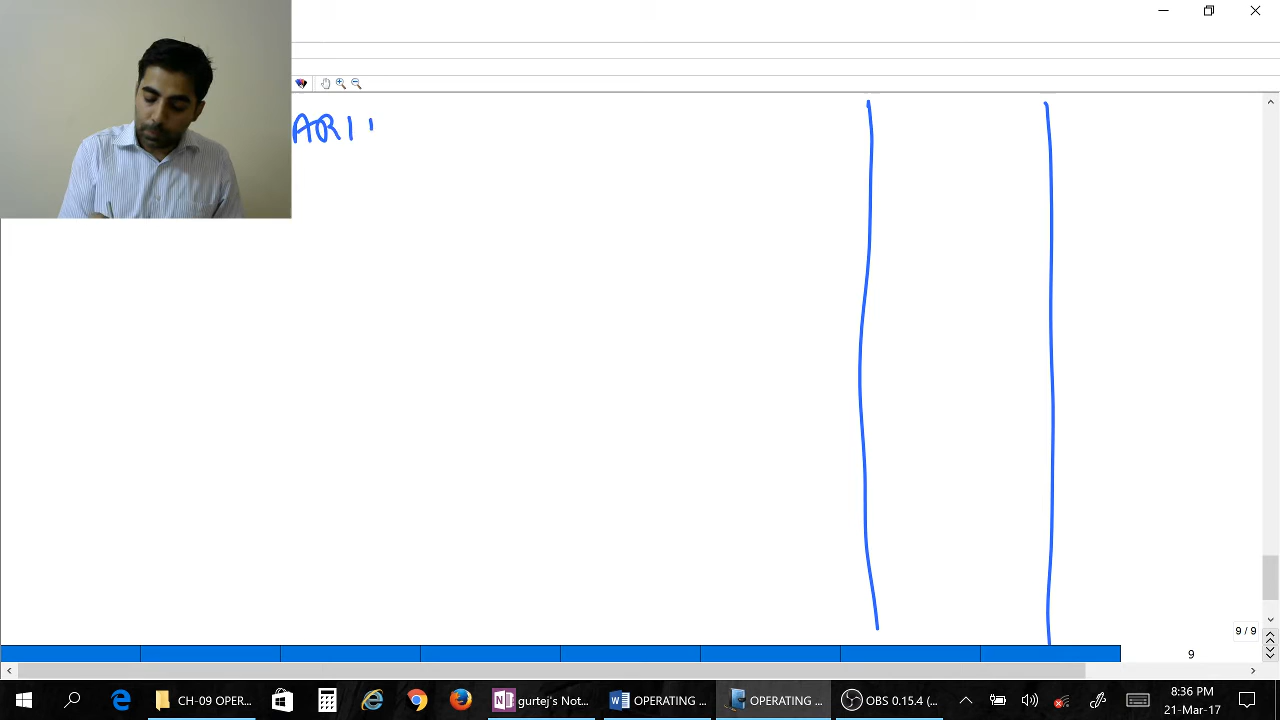 ARI
9 / 9
9
CH-09 OPER...
gurtej's Not...
OPERATING ...
OPERATING ...
OBS 0.15.4 (...
8:36 PM
21-Mar-17